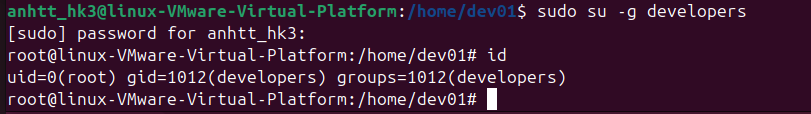 anhtt_hk3@linux-VMware-Virtual-Platform:/home/dev01$ sudo su -g developers
[sudo] password for anhtt_hk3:
root@linux-VMware-Virtual-Platform:/home/dev01# id
uid=0(root) gid=1012(developers) groups=1012(developers)
root@linux-VMware-Virtual-Platform:/home/dev01#